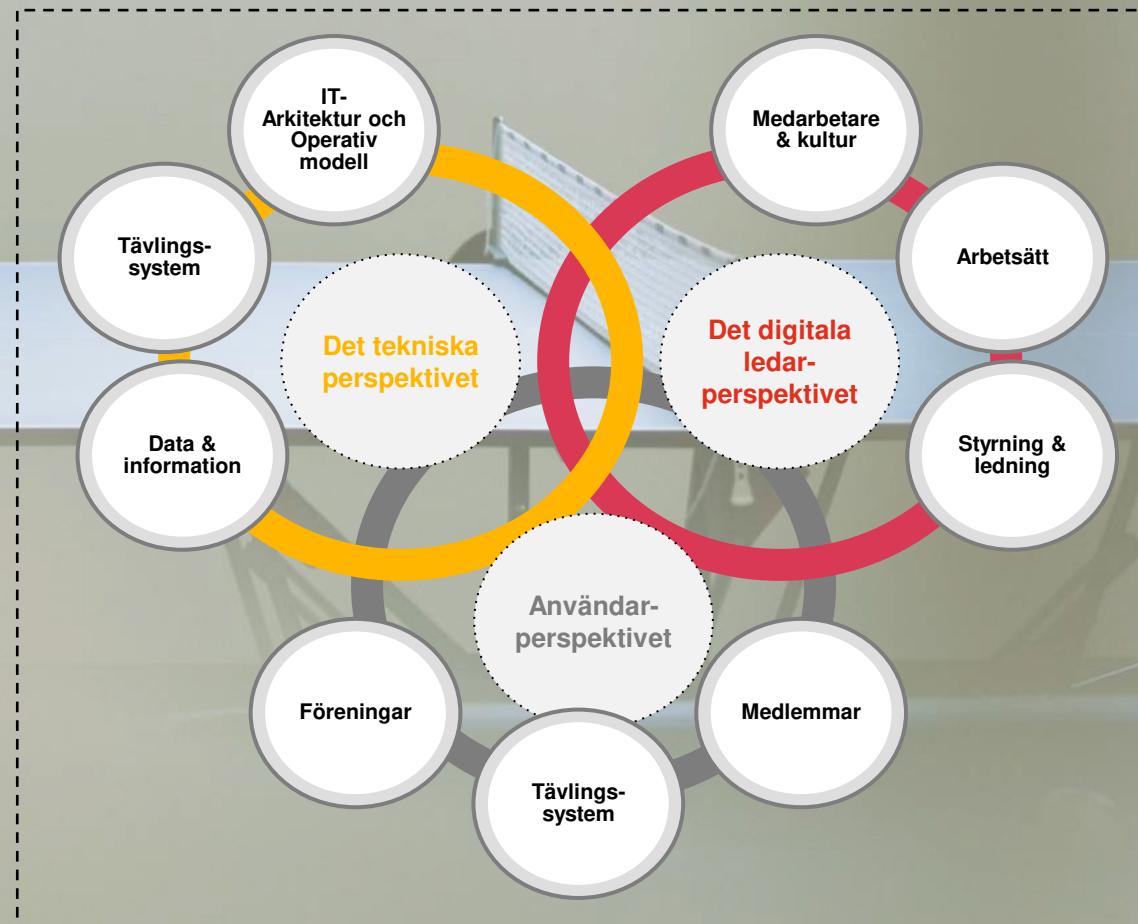 IT-
Arkitektur och
Operativ
modell
Medarbetare
& kultur
Tävlings-
system
Arbetsätt
Det tekniska
perspektivet
Det digitala
ledar-
perspektivet
Data &
information
Styrning &
ledning
Användar-
perspektivet
Föreningar
Medlemmar
Tävlings-
system